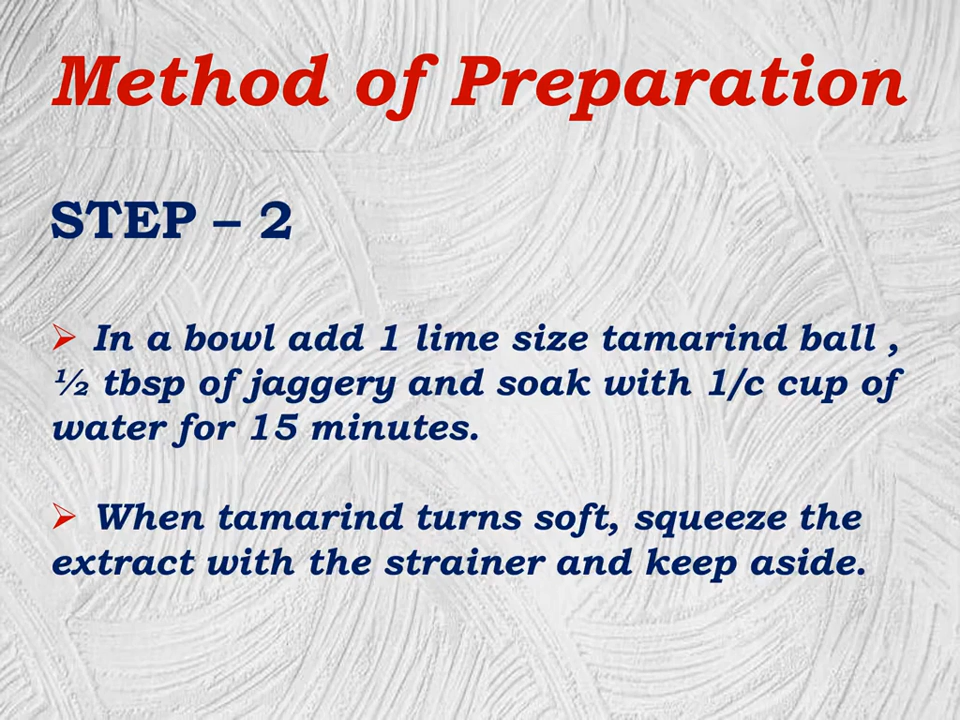 Method of Preparation
STEP – 2
➢ In a bowl add 1 lime size tamarind ball ,
½ tbsp of jaggery and soak with 1/c cup of
water for 15 minutes.
➢ When tamarind turns soft, squeeze the
extract with the strainer and keep aside.